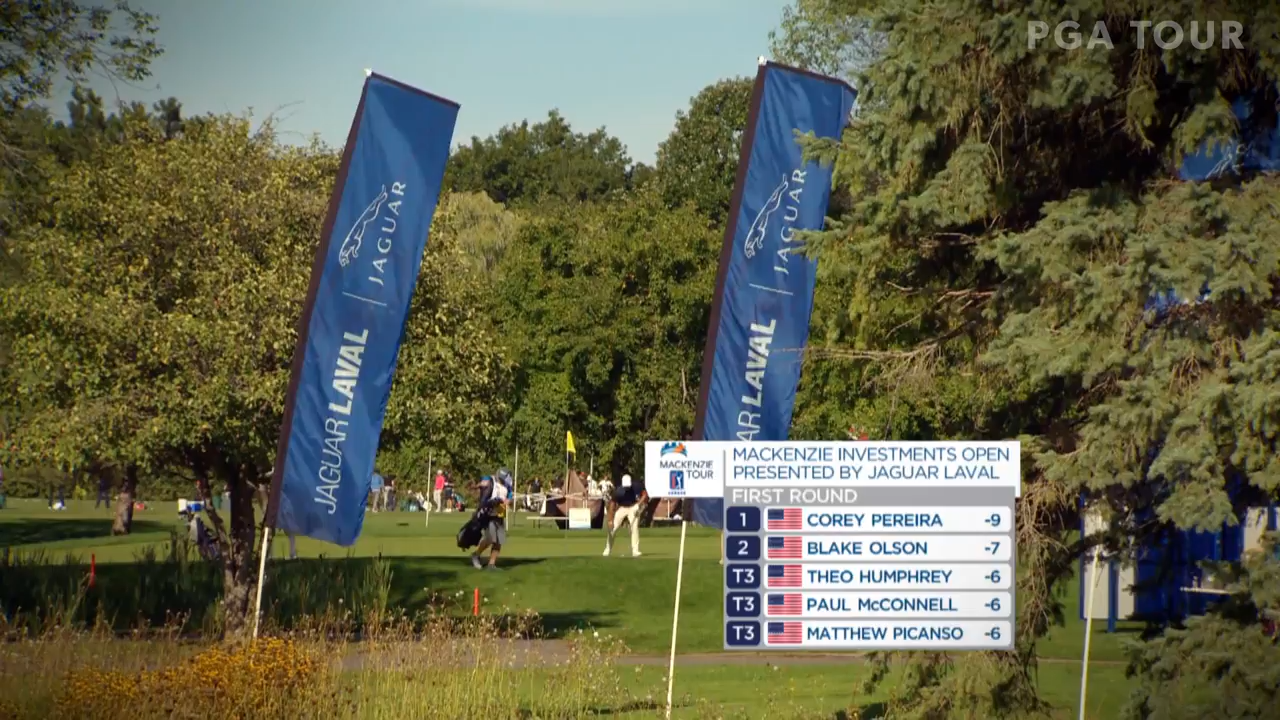 PGA TOUR
JAGUAR LAVAL | JAGUAR
AR LAVAL | JAGUAR
MACKENZIE
TOUR
MACKENZIE INVESTMENTS OPEN
PRESENTED BY JAGUAR LAVAL
FIRST ROUND
1 COREY PEREIRA -9
2 BLAKE OLSON -7
T3 THEO HUMPHREY -6
T3 PAUL McCONNELL -6
T3 MATTHEW PICANSO -6